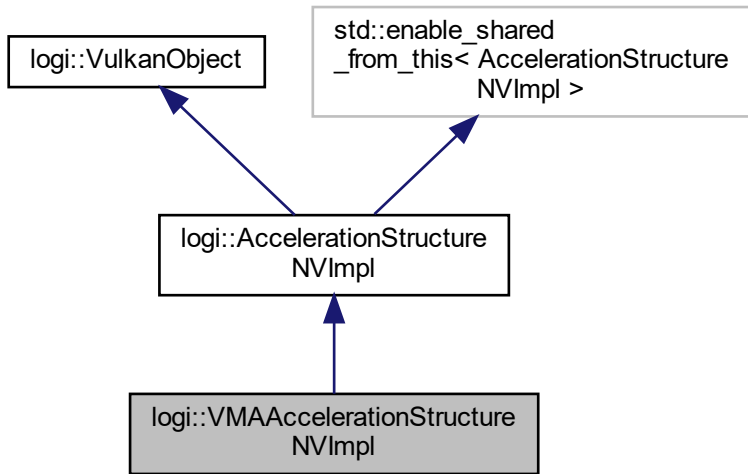 logi::VulkanObject
std::enable_shared
_from_this< AccelerationStructure
NVImpl >
logi::AccelerationStructure
NVImpl
logi::VMAAccelerationStructure
NVImpl